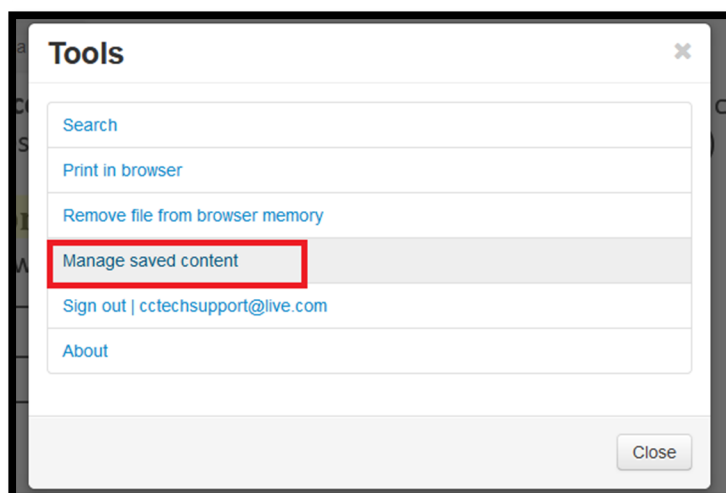 Tools
Search
Print in browser
Remove file from browser memory
Manage saved content
Sign out | cctechsupport@live.com
About
Close